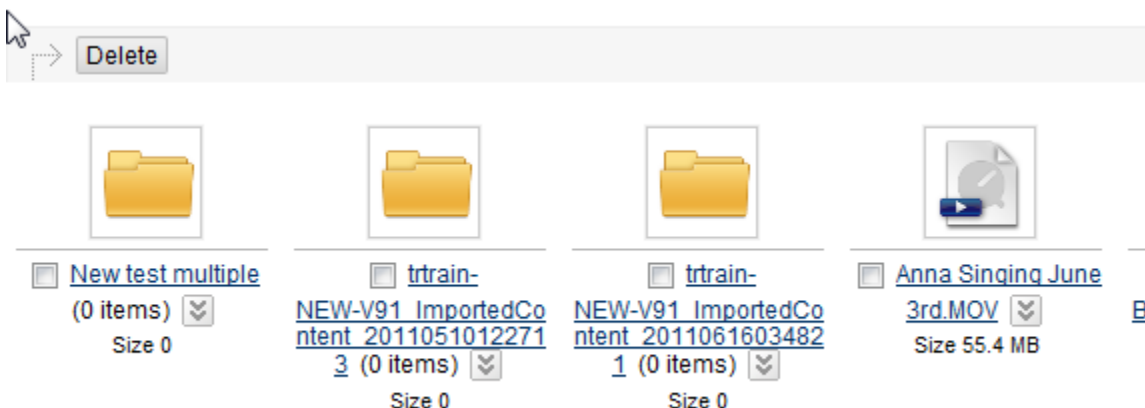 Delete
New test multiple
(0 items)
Size 0
trtrain-
NEW-V91_ImportedCo
ntent_2011051012271
3 (0 items)
Size 0
trtrain-
NEW-V91_ImportedCo
ntent_2011061603482
1 (0 items)
Size 0
Anna Singing June
3rd.MOV
Size 55.4 MB
B